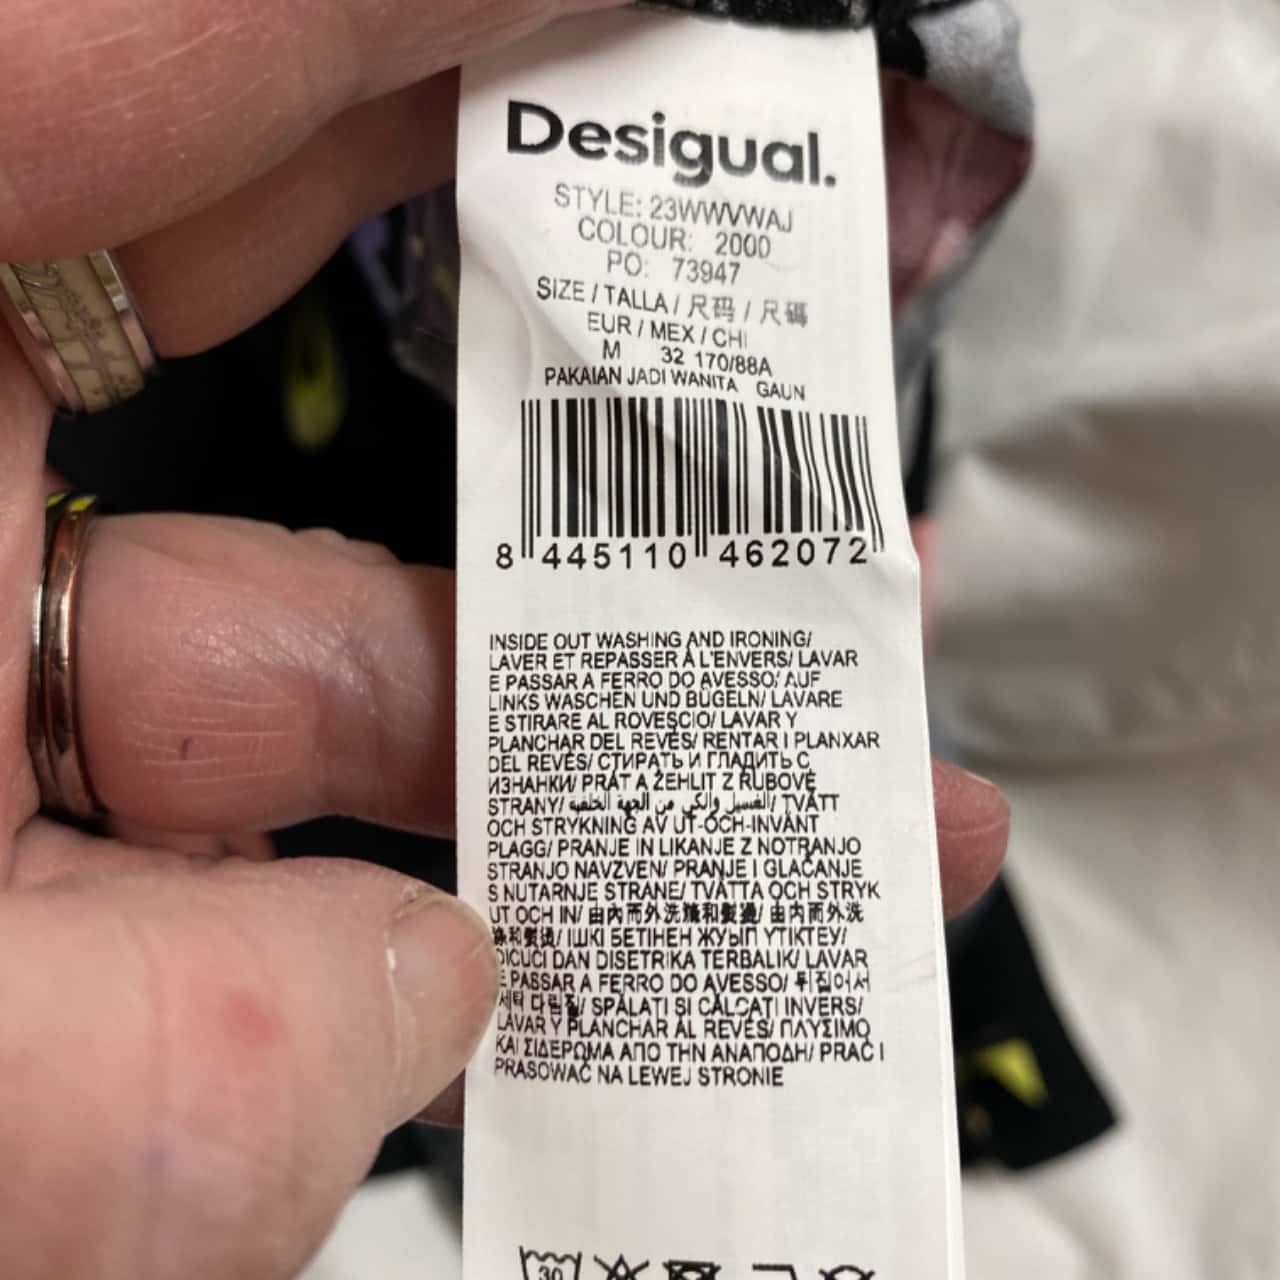 Desigual.
STYLE: 23WWVWAJ
COLOUR: 2000
PO: 73947
SIZE / TALLA / 尺码 / 尺碼
EUR / MEX / CHI
M 32 170/88A
PAKAIAN JADI WANITA GAUN
8 445110 462072
INSIDE OUT WASHING AND IRONING/
LAVER ET REPASSER À L'ENVERS/ LAVAR
E PASSAR A FERRO DO AVESSO/ AUF
LINKS WASCHEN UND BÜGELN/ LAVARE
E STIRARE AL ROVESCIO/ LAVAR Y
PLANCHAR DEL REVÉS/ RENTAR I PLANXAR
DEL REVÉS/ СТИРАТЬ И ГЛАДИТЬ С
ИЗНАНКИ/ PRÁT A ŽEHLIT Z RUBOVÉ
STRANY/ الغسيل والكي من الجهة الخلفية/ TVÄTT
OCH STRYKNING AV UT-OCH-INVÄNT
PLAGG/ PRANJE IN LIKANJE Z NOTRANJO
STRANJO NAVZVEN/ PRANJE I GLAČANJE
S NUTARNJE STRANE/ TVÄTTA OCH STRYK
UT OCH IN/ 由內而外洗滌和熨燙/ 由内而外洗
滌和熨燙/ ІШКІ БЕТІНЕН ЖУЫП ҮТІКТЕУ/
DICUCI DAN DISETRIKA TERBALIK/ LAVAR
E PASSAR A FERRO DO AVESSO/ 뒤집어서
세탁 다림질/ SPĂLAȚI ȘI CĂLCAȚI INVERS/
LAVAR Y PLANCHAR AL REVÉS/ ΠΛΥΣΙΜΟ
ΚΑΙ ΣΙΔΕΡΩΜΑ ΑΠΟ ΤΗΝ ΑΝΑΠΟΔΗ/ PRAĆ I
PRASOWAĆ NA LEWEJ STRONIE
30